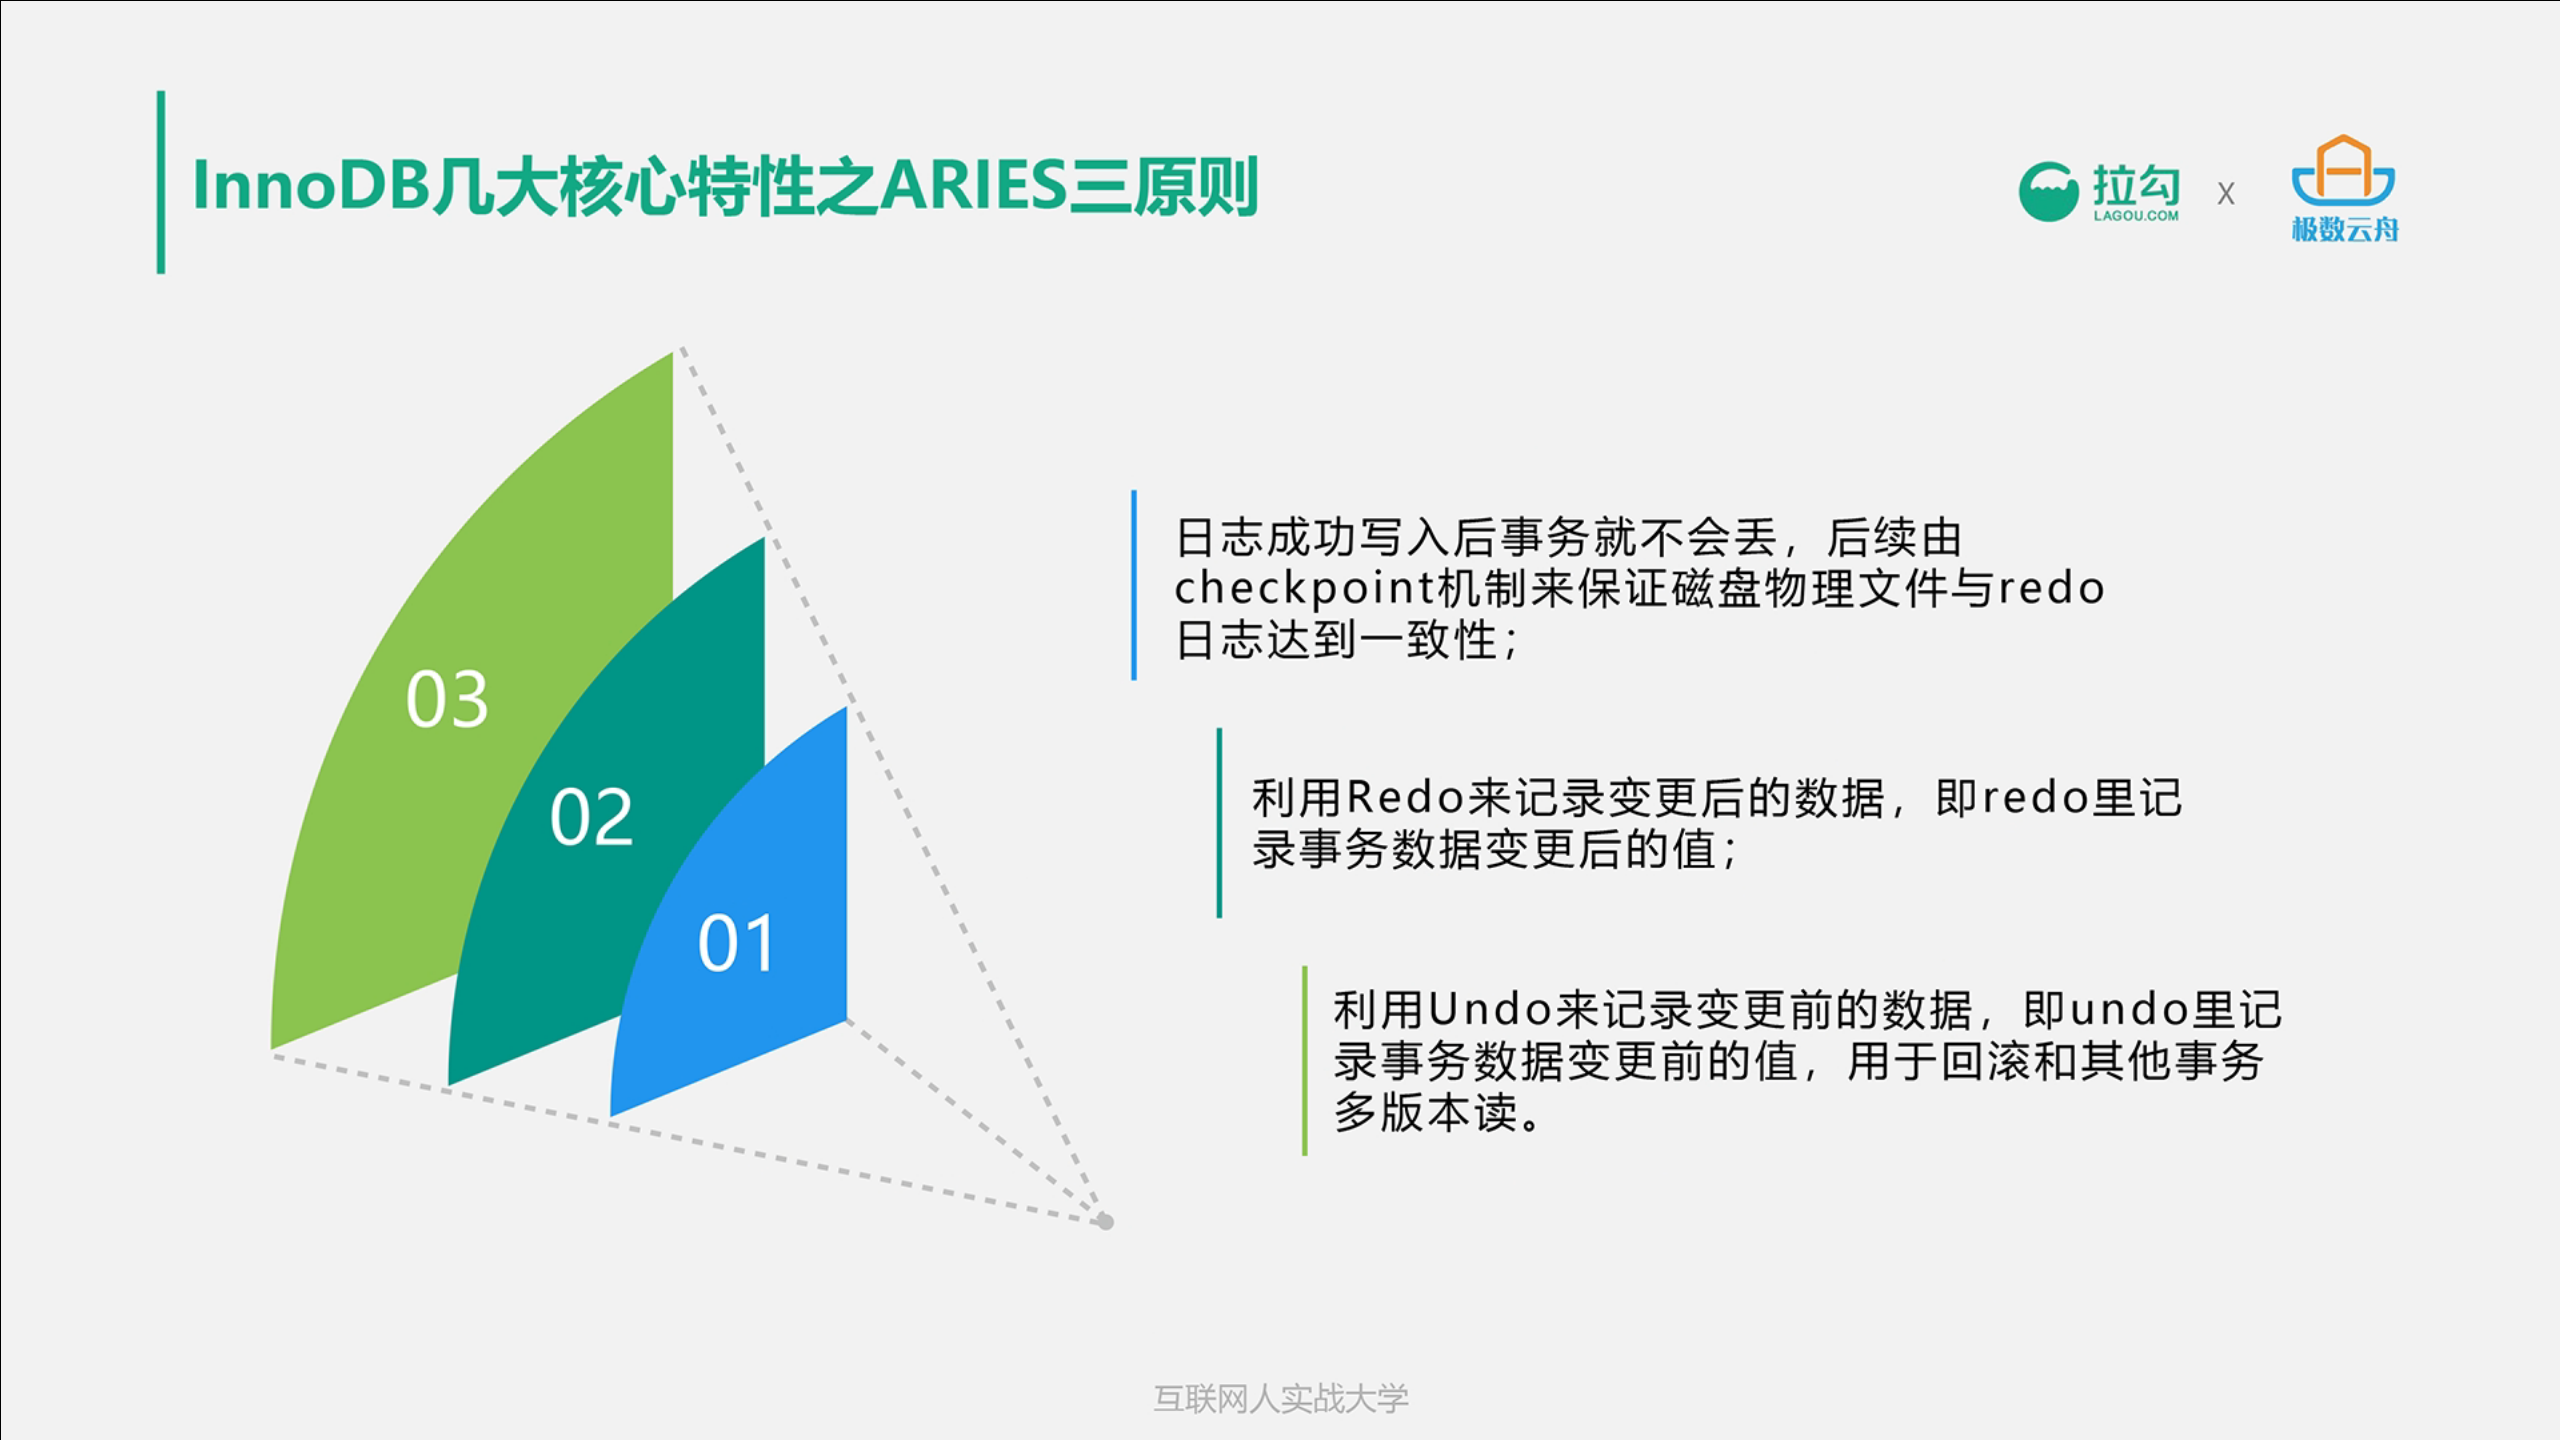 InnoDB几大核心特性之ARIES三原则
拉勾
LAGOU.COM
X
极数云舟
03
02
01
日志成功写入后事务就不会丢，后续由
checkpoint机制来保证磁盘物理文件与redo
日志达到一致性；
利用Redo来记录变更后的数据，即redo里记
录事务数据变更后的值；
利用Undo来记录变更前的数据，即undo里记
录事务数据变更前的值，用于回滚和其他事务
多版本读。
互联网人实战大学